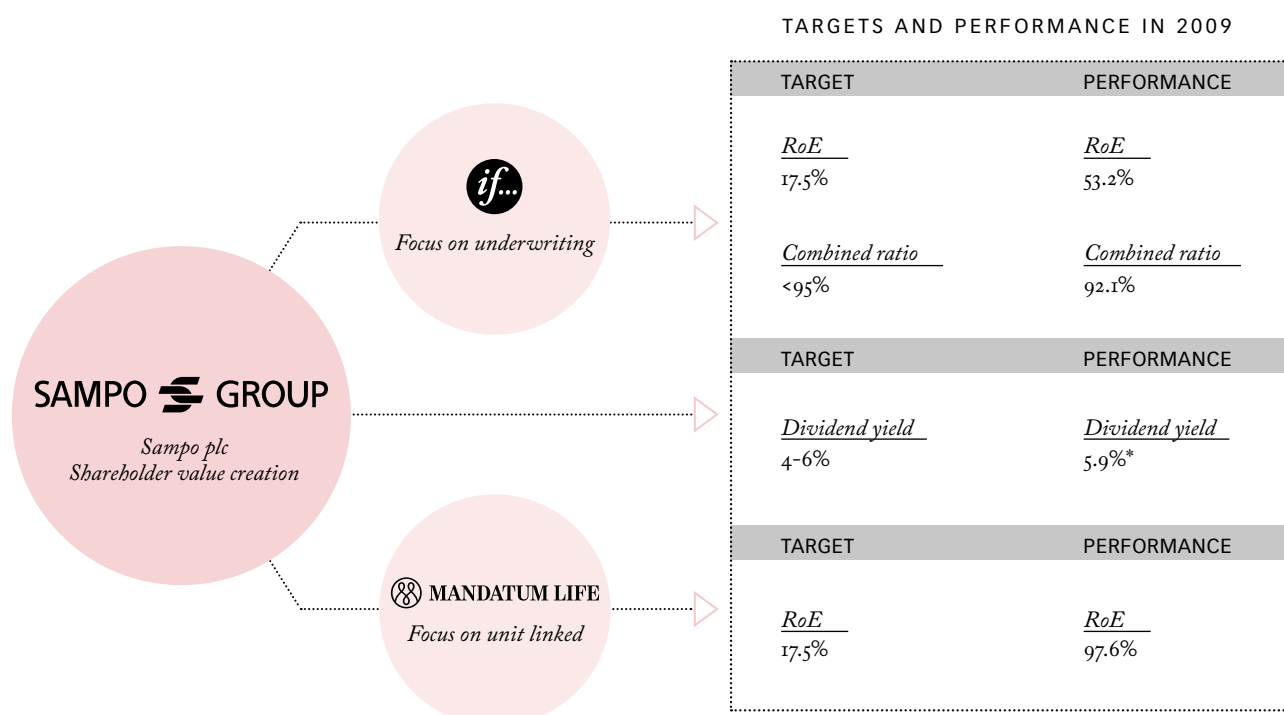 TARGETS AND PERFORMANCE IN 2009
TARGET PERFORMANCE
if...
Focus on underwriting
RoE RoE
17.5% 53.2%
Combined ratio Combined ratio
<95% 92.1%
SAMPO GROUP
Sampo plc
Shareholder value creation
TARGET PERFORMANCE
Dividend yield Dividend yield
4-6% 5.9%*
MANDATUM LIFE
Focus on unit linked
TARGET PERFORMANCE
RoE RoE
17.5% 97.6%